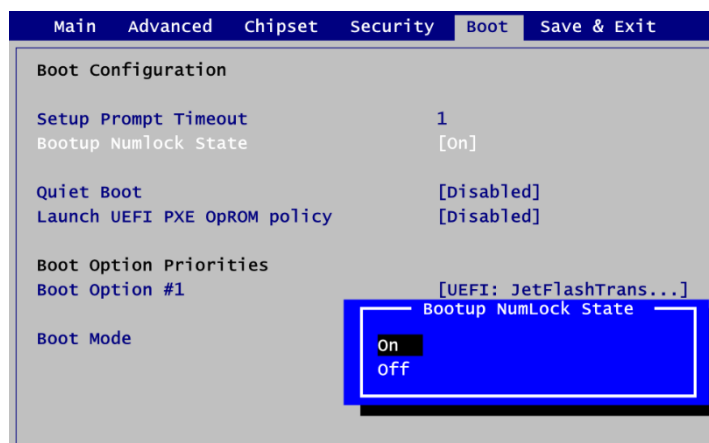 Main Advanced Chipset Security Boot Save & Exit
Boot Configuration
Setup Prompt Timeout 1
Bootup Numlock State [On]
Quiet Boot [Disabled]
Launch UEFI PXE OpROM policy [Disabled]
Boot Option Priorities
Boot Option #1 [UEFI: JetFlashTrans...]
Bootup NumLock State
Boot Mode
On
Off